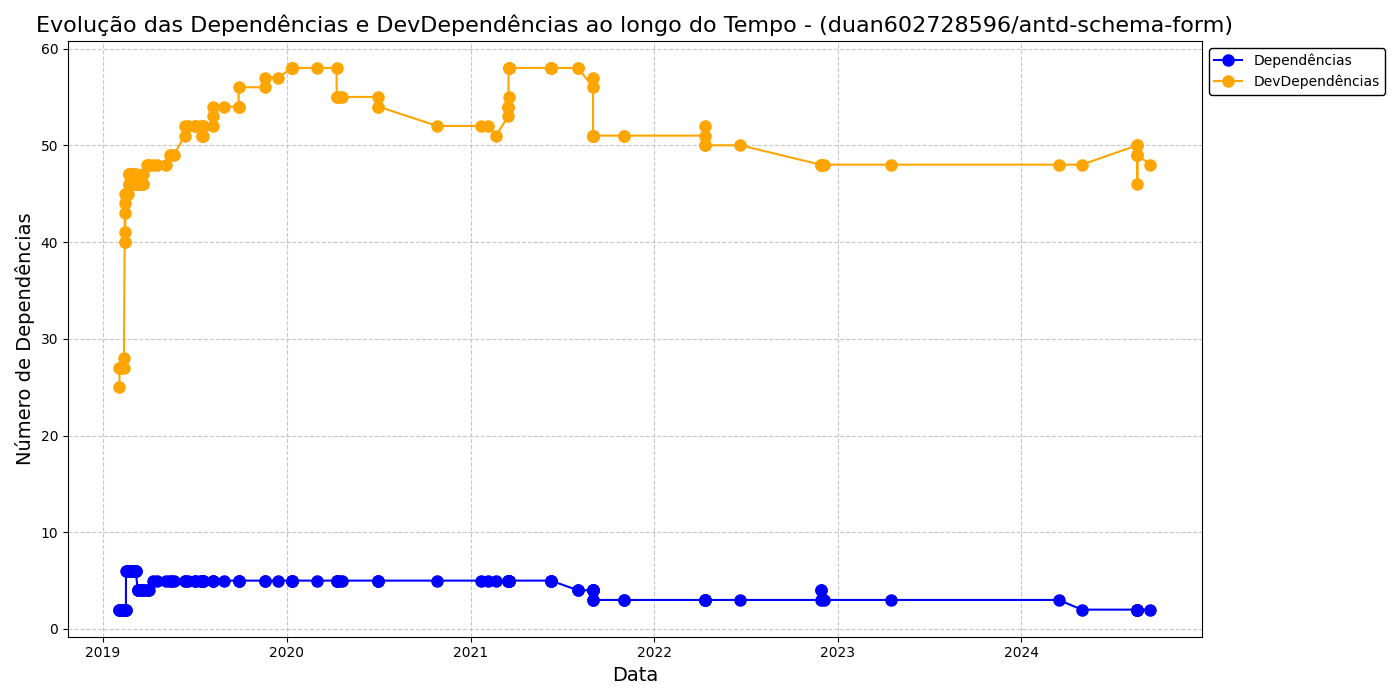 Evolução das Dependências e DevDependências ao longo do Tempo - (duan602728596/antd-schema-form)
Dependências
DevDependências
Número de Dependências
60
50
40
30
20
10
0
2019 2020 2021 2022 2023 2024
Data